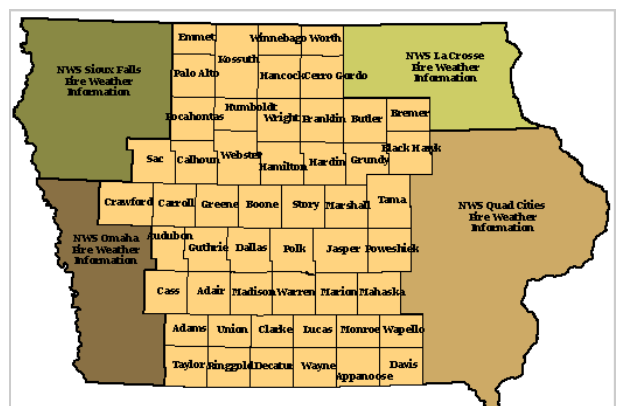 Emmet Winnebago Worth
Kossuth
NWS Sioux Falls
Fire Weather
Information
NWS La Crosse
Fire Weather
Information
Palo Alto Hancock Cerro Gordo
Humboldt
Pocahontas Wright Franklin Butler Bremer
Black Hawk
Sac Calhoun Webster Hamilton Hardin Grundy
Crawford Carroll Greene Boone Story Marshall Tama
NWS Quad Cities
Fire Weather
Information
NWS Omaha
Fire Weather
Information
Audubon Guthrie Dallas Polk Jasper Poweshiek
Cass Adair Madison Warren Marion Mahaska
Adams Union Clarke Lucas Monroe Wapello
Taylor Ringgold Decatur Wayne Appanoose Davis